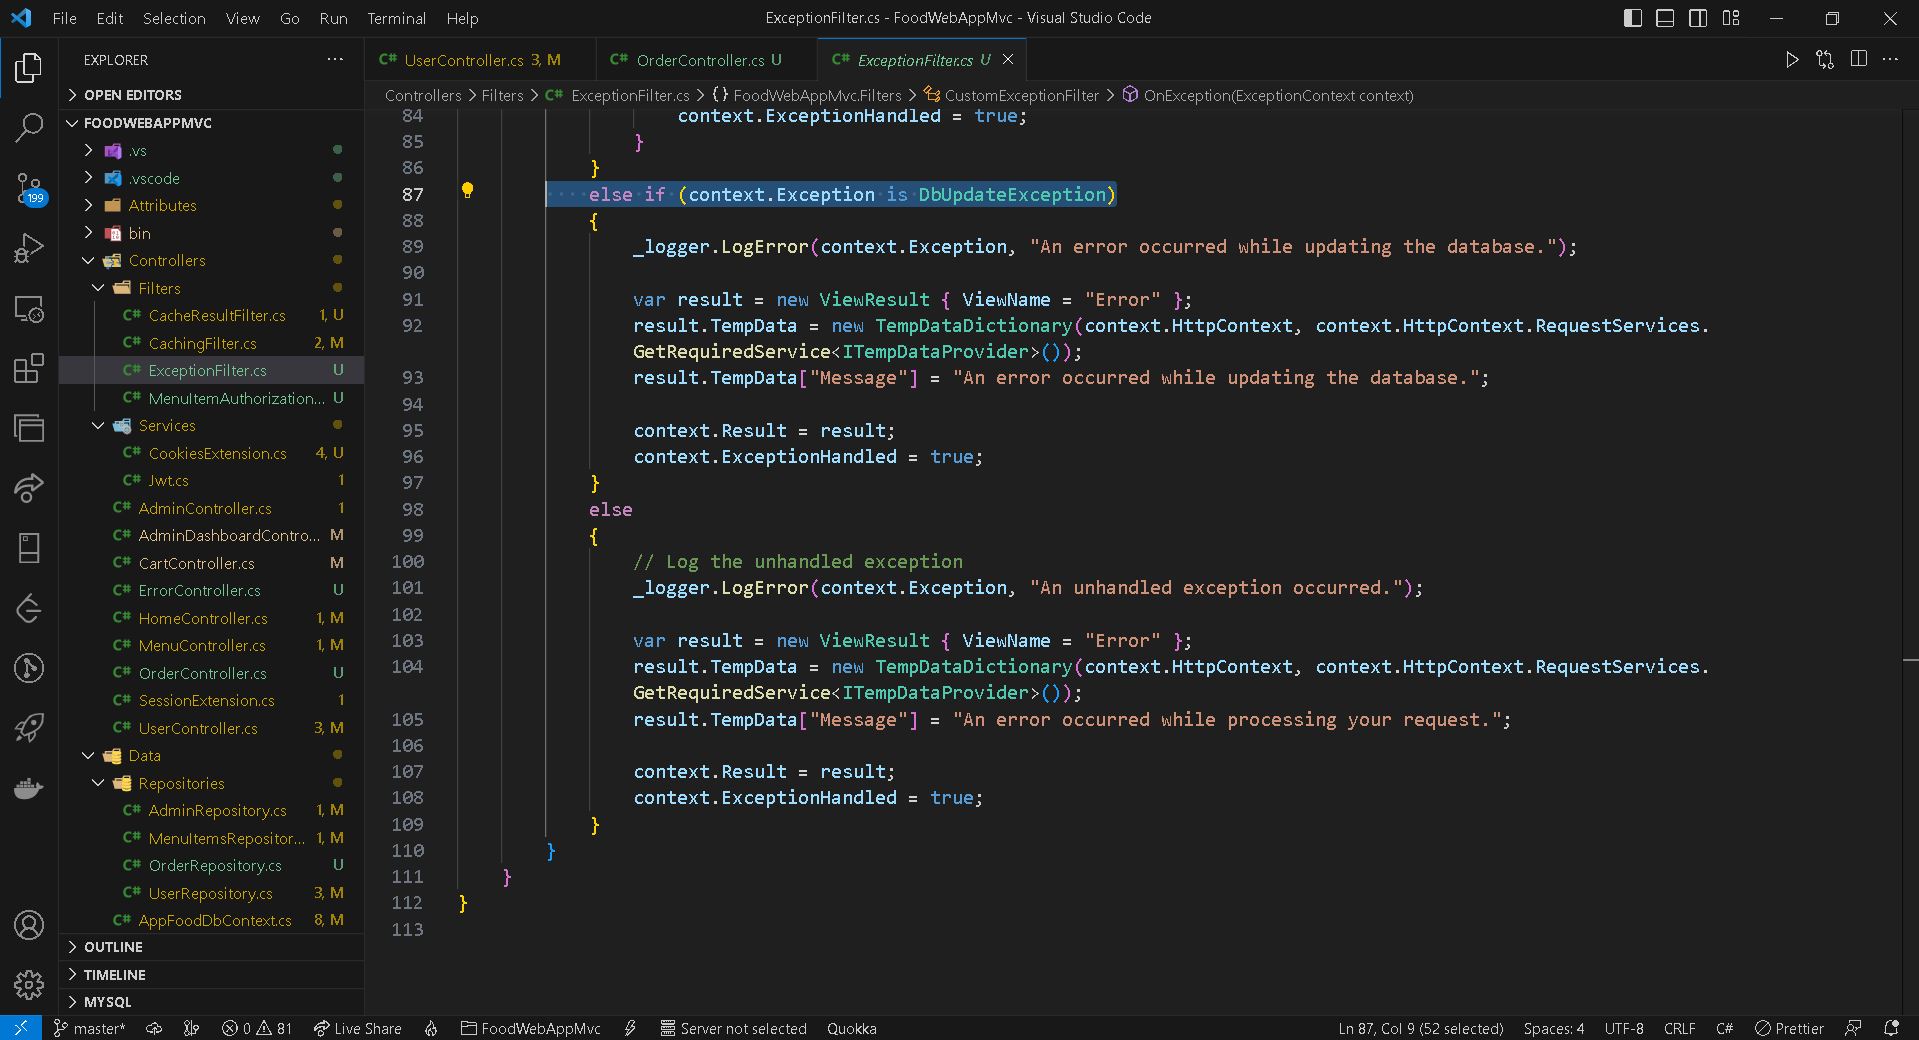 File Edit Selection View Go Run Terminal Help
ExceptionFilter.cs - FoodWebAppMvc - Visual Studio Code
EXPLORER
OPEN EDITORS
FOODWEBAPPMVC
.vs
.vscode
Attributes
bin
Controllers
Filters
C# CacheResultFilter.cs 1, U
C# CachingFilter.cs 2, M
C# ExceptionFilter.cs U
C# MenuItemAuthorization... U
Services
C# CookiesExtension.cs 4, U
C# Jwt.cs 1
C# AdminController.cs 1
C# AdminDashboardContro... M
C# CartController.cs M
C# ErrorController.cs U
C# HomeController.cs 1, M
C# MenuController.cs 1, M
C# OrderController.cs U
C# SessionExtension.cs 1
C# UserController.cs 3, M
Data
Repositories
C# AdminRepository.cs 1, M
C# MenuItemsRepositor... 1, M
C# OrderRepository.cs U
C# UserRepository.cs 3, M
C# AppFoodDbContext.cs 8, M
OUTLINE
TIMELINE
MYSQL
199
C# UserController.cs 3, M
C# OrderController.cs U
C# ExceptionFilter.cs U
Controllers > Filters > C# ExceptionFilter.cs > {} FoodWebAppMvc.Filters > CustomExceptionFilter > OnException(ExceptionContext context)
84 context.ExceptionHandled = true;
85 }
86 }
87 else if (context.Exception is DbUpdateException)
88 {
89 _logger.LogError(context.Exception, "An error occurred while updating the database.");
90
91 var result = new ViewResult { ViewName = "Error" };
92 result.TempData = new TempDataDictionary(context.HttpContext, context.HttpContext.RequestServices.
GetRequiredService<ITempDataProvider>());
93 result.TempData["Message"] = "An error occurred while updating the database.";
94
95 context.Result = result;
96 context.ExceptionHandled = true;
97 }
98 else
99 {
100 // Log the unhandled exception
101 _logger.LogError(context.Exception, "An unhandled exception occurred.");
102
103 var result = new ViewResult { ViewName = "Error" };
104 result.TempData = new TempDataDictionary(context.HttpContext, context.HttpContext.RequestServices.
GetRequiredService<ITempDataProvider>());
105 result.TempData["Message"] = "An error occurred while processing your request.";
106
107 context.Result = result;
108 context.ExceptionHandled = true;
109 }
110 }
111 }
112 }
113
master* 0 81 Live Share FoodWebAppMvc Server not selected Quokka
Ln 87, Col 9 (52 selected) Spaces: 4 UTF-8 CRLF C# Prettier